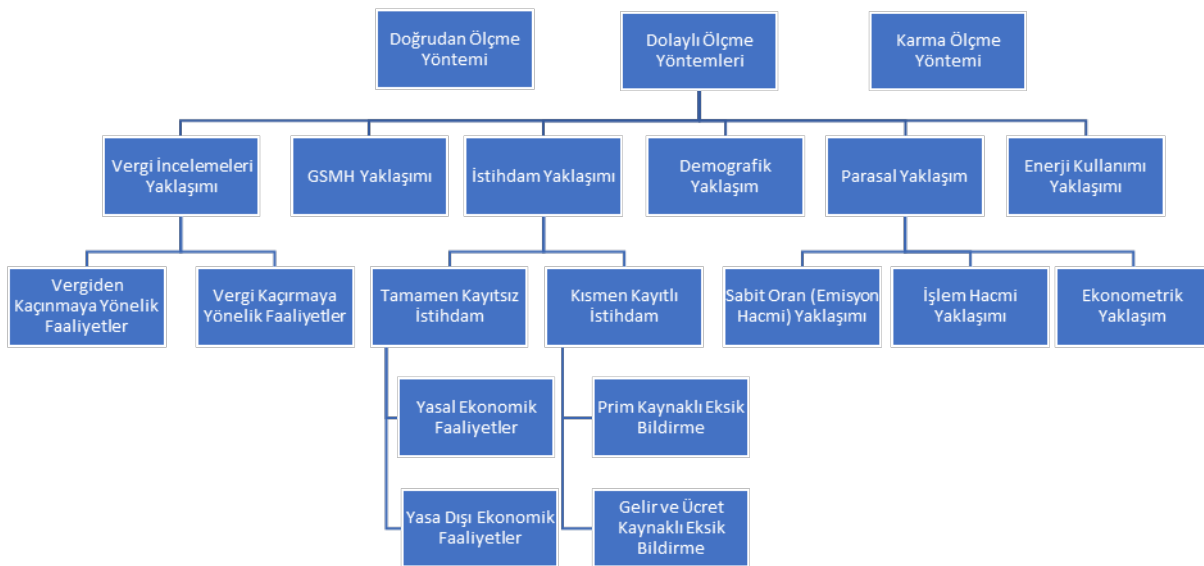 Doğrudan Ölçme
Yöntemi
Dolaylı Ölçme
Yöntemleri
Karma Ölçme
Yöntemi
Vergi İncelemeleri
Yaklaşımı
GSMH Yaklaşımı
İstihdam Yaklaşımı
Demografik
Yaklaşım
Parasal Yaklaşım
Enerji Kullanımı
Yaklaşımı
Vergiden
Kaçınmaya Yönelik
Faaliyetler
Vergi Kaçırmaya
Yönelik Faaliyetler
Tamamen Kayıtsız
İstihdam
Kısmen Kayıtlı
İstihdam
Sabit Oran (Emisyon
Hacmi) Yaklaşımı
İşlem Hacmi
Yaklaşımı
Ekonometrik
Yaklaşım
Yasal Ekonomik
Faaliyetler
Prim Kaynaklı Eksik
Bildirme
Yasa Dışı Ekonomik
Faaliyetler
Gelir ve Ücret
Kaynaklı Eksik
Bildirme